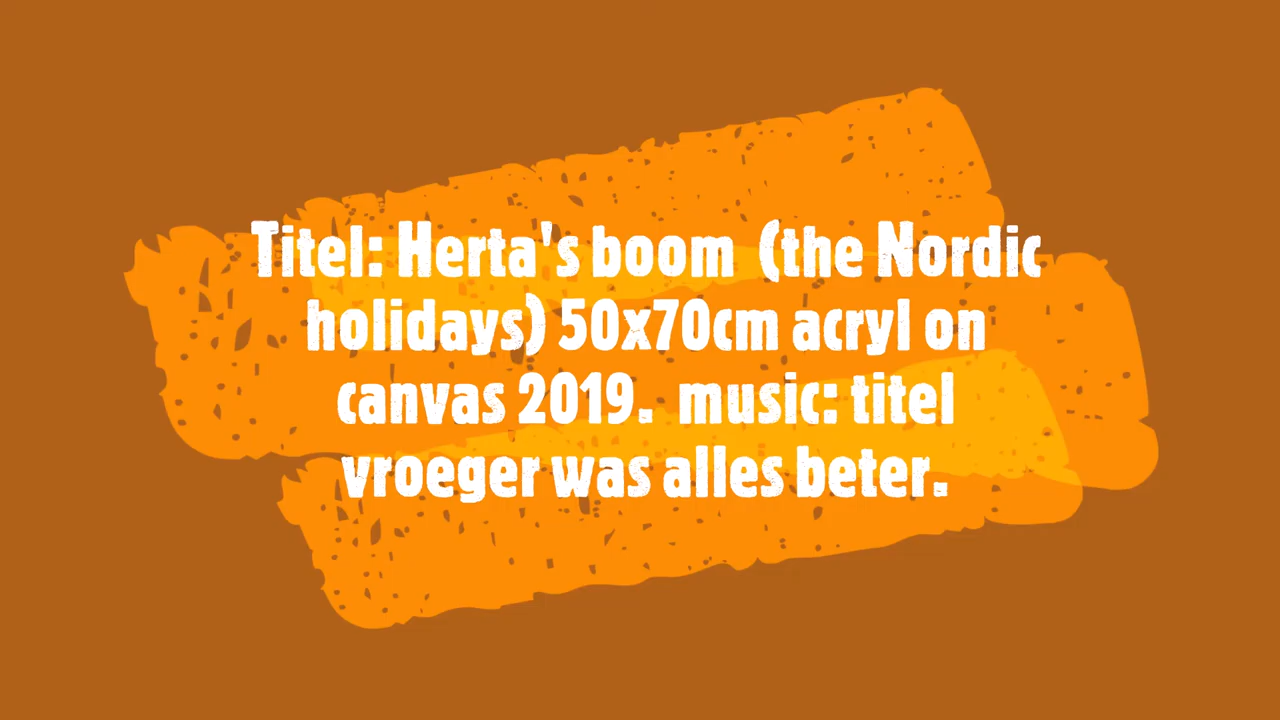 Titel: Herta's boom  (the Nordic
holidays) 50x70cm acryl on
canvas 2019.  music: titel
vroeger was alles beter.